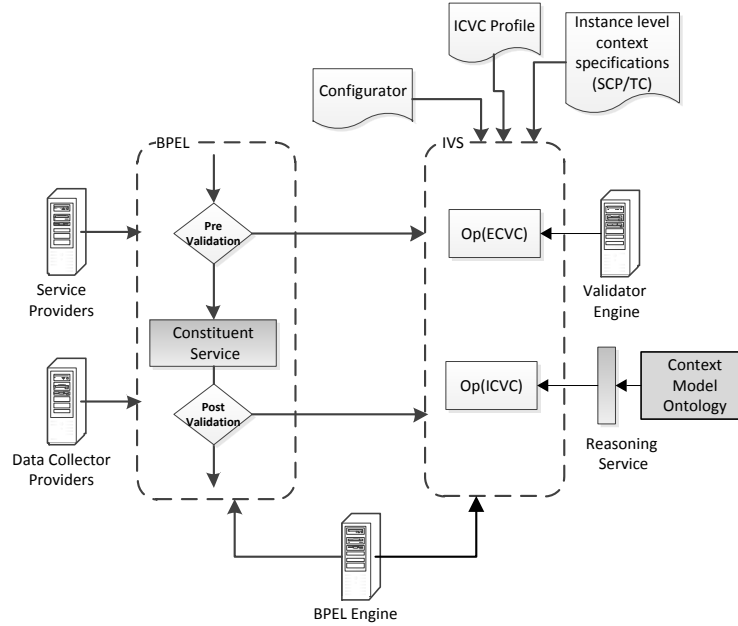 ICVC Profile
Instance level
context
specifications
(SCP/TC)
Configurator
BPEL
IVS
Pre
Validation
Op(ECVC)
Service
Providers
Validator
Engine
Constituent
Service
Context
Model
Ontology
Op(ICVC)
Post
Validation
Data Collector
Providers
Reasoning
Service
BPEL Engine